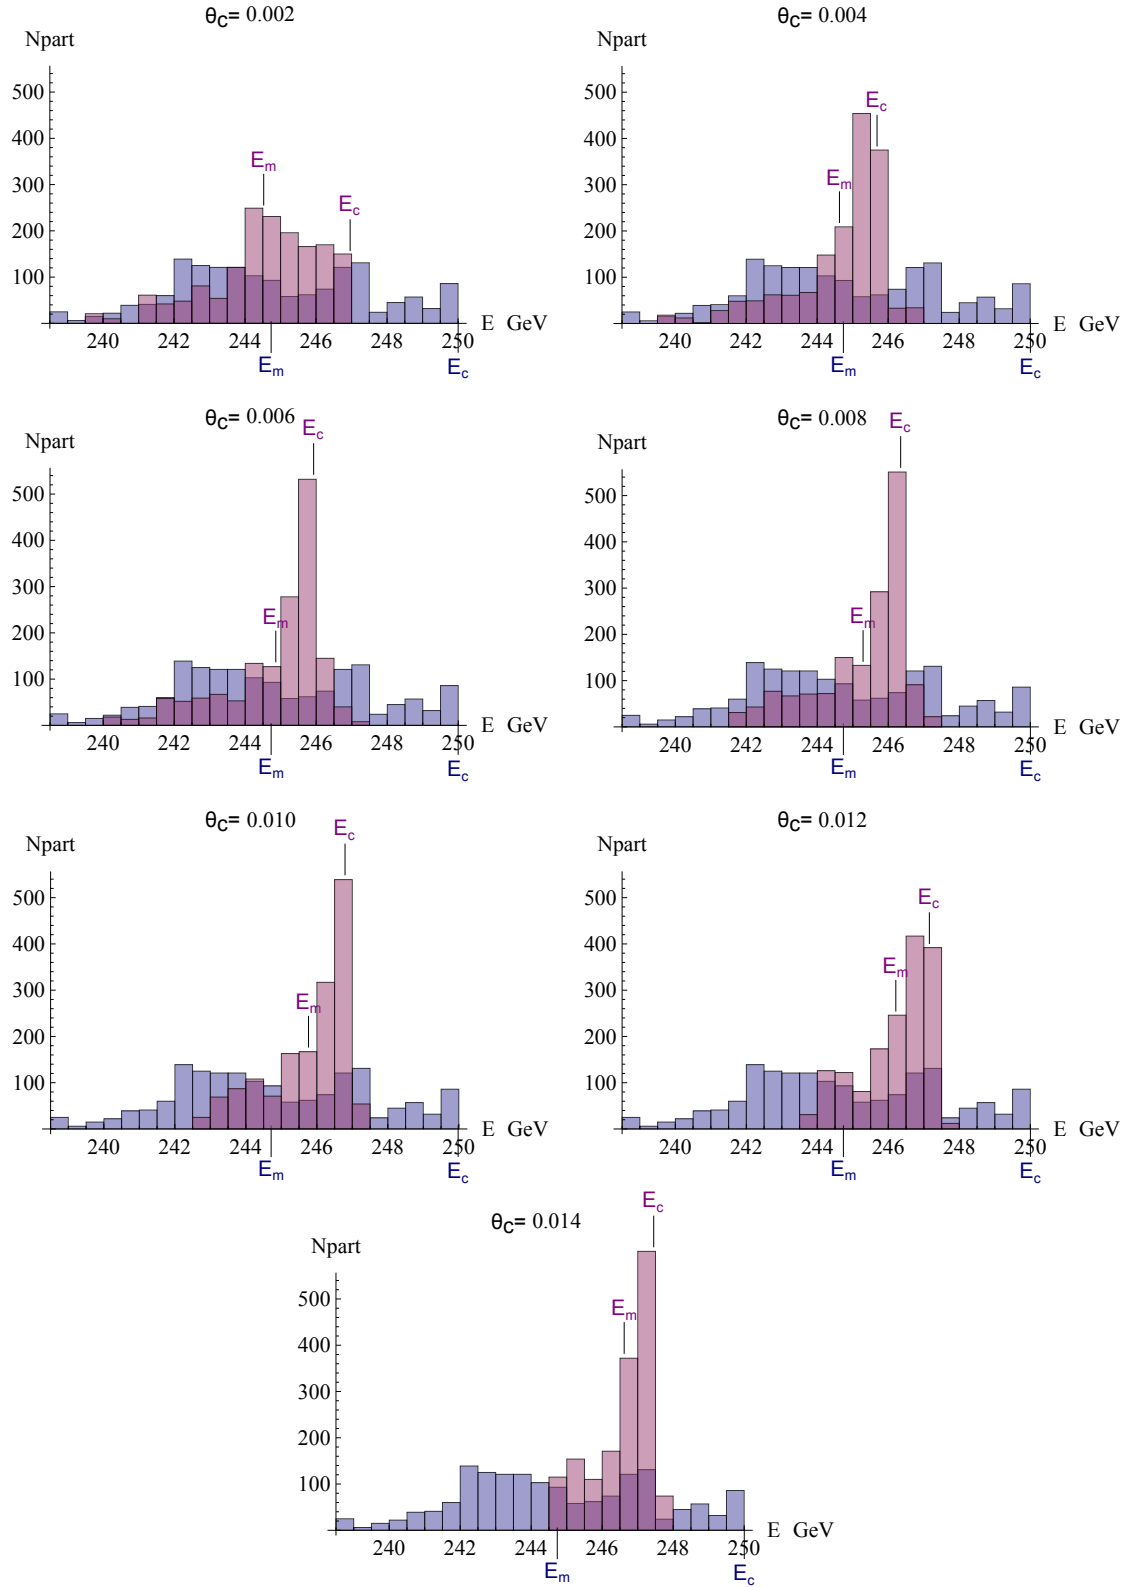 θC= 0.002
Npart
500
400
300
200
100
Em
Ec
240 242 244 246 248 250
E GeV
Em
Ec
θC= 0.004
Npart
500
400
300
200
100
Em
Ec
240 242 244 246 248 250
E GeV
Em
Ec
θC= 0.006
Npart
500
400
300
200
100
Em
Ec
240 242 244 246 248 250
E GeV
Em
Ec
θC= 0.008
Npart
500
400
300
200
100
Em
Ec
240 242 244 246 248 250
E GeV
Em
Ec
θC= 0.010
Npart
500
400
300
200
100
Em
Ec
240 242 244 246 248 250
E GeV
Em
Ec
θC= 0.012
Npart
500
400
300
200
100
Em
Ec
240 242 244 246 248 250
E GeV
Em
Ec
θC= 0.014
Npart
500
400
300
200
100
Em
Ec
240 242 244 246 248 250
E GeV
Em
Ec